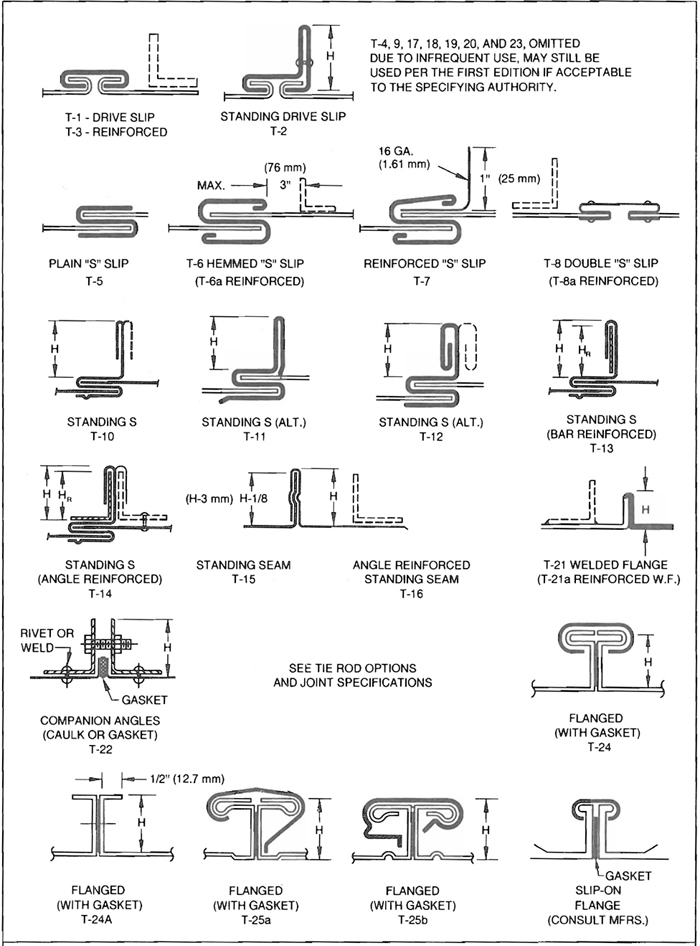 T-4, 9, 17, 18, 19, 20, AND 23, OMITTED
DUE TO INFREQUENT USE, MAY STILL BE
USED PER THE FIRST EDITION IF ACCEPTABLE
TO THE SPECIFYING AUTHORITY.
H
T-1 - DRIVE SLIP
T-3 - REINFORCED
STANDING DRIVE SLIP
T-2
(76 mm)
MAX.
3"
16 GA.
(1.61 mm)
1"
(25 mm)
PLAIN "S" SLIP
T-5
T-6 HEMMED "S" SLIP
(T-6a REINFORCED)
REINFORCED "S" SLIP
T-7
T-8 DOUBLE "S" SLIP
(T-8a REINFORCED)
H
H
H
H
HR
STANDING S
T-10
STANDING S (ALT.)
T-11
STANDING S (ALT.)
T-12
STANDING S
(BAR REINFORCED)
T-13
H
HR
(H-3 mm)
H-1/8
H
H
STANDING S
(ANGLE REINFORCED)
T-14
STANDING SEAM
T-15
ANGLE REINFORCED
STANDING SEAM
T-16
T-21 WELDED FLANGE
(T-21a REINFORCED W.F.)
RIVET OR
WELD
H
GASKET
COMPANION ANGLES
(CAULK OR GASKET)
T-22
SEE TIE ROD OPTIONS
AND JOINT SPECIFICATIONS
H
FLANGED
(WITH GASKET)
T-24
1/2" (12.7 mm)
H
H
H
FLANGED
(WITH GASKET)
T-24A
FLANGED
(WITH GASKET)
T-25a
FLANGED
(WITH GASKET)
T-25b
GASKET
SLIP-ON
FLANGE
(CONSULT MFRS.)